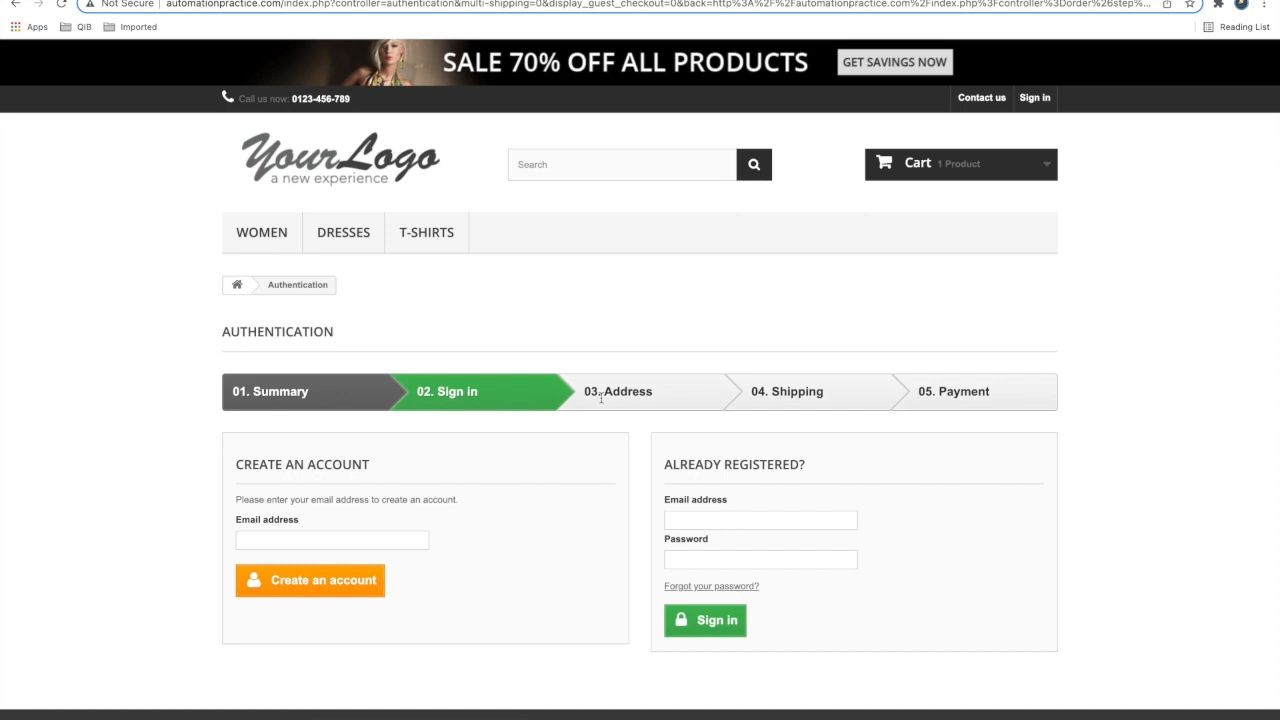 Not Secure automationpractice.com/index.php?controller=authentication&multi-shipping=0&display_guest_checkout=0&back=http%3A%2F%2Fautomationpractice.com%2Findex.php%3Fcontroller%3Dorder%26step%...
Apps QIB Imported Reading List
SALE 70% OFF ALL PRODUCTS GET SAVINGS NOW
Call us now: 0123-456-789 Contact us Sign in
YourLogo
a new experience
Search
Cart 1 Product
WOMEN DRESSES T-SHIRTS
Authentication
AUTHENTICATION
01. Summary 02. Sign in 03. Address 04. Shipping 05. Payment
CREATE AN ACCOUNT
Please enter your email address to create an account.
Email address
Create an account
ALREADY REGISTERED?
Email address
Password
Forgot your password?
Sign in